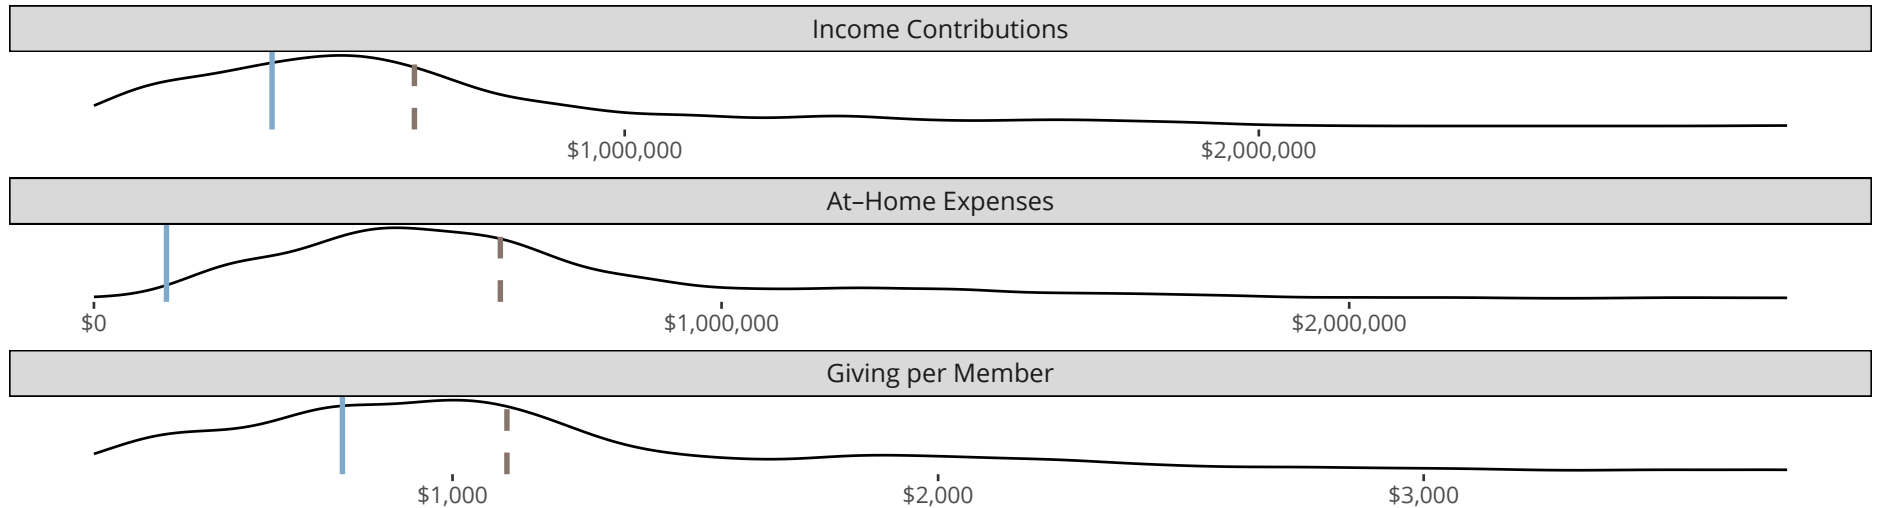 Income Contributions
$1,000,000 $2,000,000
At–Home Expenses
$0 $1,000,000 $2,000,000
Giving per Member
$1,000 $2,000 $3,000